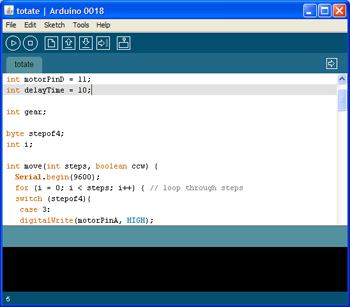 totate | Arduino 0018
File Edit Sketch Tools Help
totate
int motorPinD = 11;
int delayTime = 10;
int gear;
byte stepof4;
int i;
int move(int steps, boolean ccw) {
Serial.begin(9600);
for (i = 0; i < steps; i++) { // loop through steps
switch (stepof4){
case 3:
digitalWrite(motorPinA, HIGH);
6